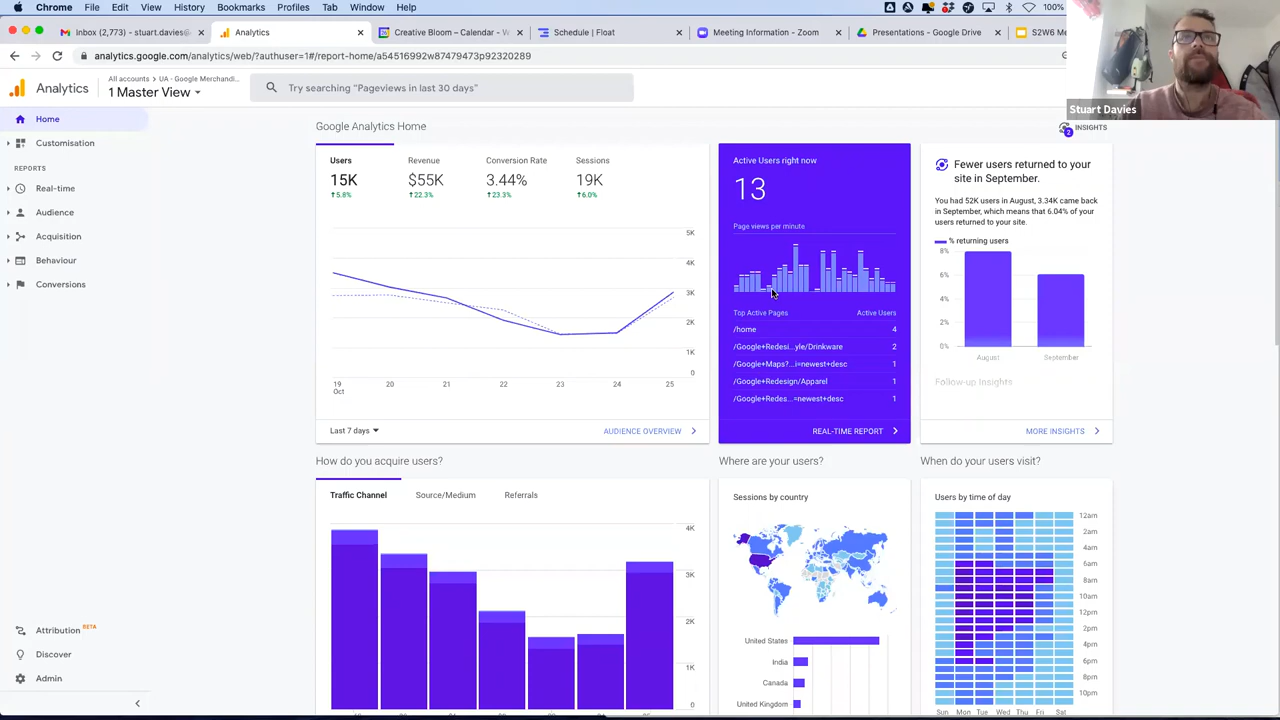 Chrome File Edit View History Bookmarks Profiles Tab Window Help 100%
Inbox (2,773) - stuart.davies@
Analytics
Creative Bloom – Calendar - W
Schedule | Float
Meeting Information - Zoom
Presentations – Google Drive
S2W6 Me
analytics.google.com/analytics/web/?authuser=1#/report-home/a54516992w87479473p92320289
Stuart Davies
Analytics
All accounts > UA - Google Merchandi...
1 Master View
Try searching "Pageviews in last 30 days"
Home
Customisation
REPORTS
Real-time
Audience
Acquisition
Behaviour
Conversions
Attribution BETA
Discover
Admin
Google Analytics Home
INSIGHTS
2
Users Revenue Conversion Rate Sessions
15K $55K 3.44% 19K
↑5.8% ↑22.3% ↑23.3% ↑6.0%
5K
4K
3K
2K
1K
0
19 20 21 22 23 24 25
Oct
Last 7 days
AUDIENCE OVERVIEW
Active Users right now
13
Page views per minute
Top Active Pages Active Users
/home 4
/Google+Redesi...yle/Drinkware 2
/Google+Maps?...i=newest+desc 1
/Google+Redesign/Apparel 1
/Google+Redes...=newest+desc 1
REAL-TIME REPORT
Fewer users returned to your
site in September.
You had 52K users in August, 3.34K came back
in September, which means that 6.04% of your
users returned to your site.
% returning users
8%
6%
4%
2%
0%
August September
Follow-up Insights
MORE INSIGHTS
How do you acquire users?
Traffic Channel Source/Medium Referrals
4K
3K
2K
1K
0
Where are your users?
Sessions by country
United States
India
Canada
United Kingdom
When do your users visit?
Users by time of day
12am
2am
4am
6am
8am
10am
12pm
2pm
4pm
6pm
8pm
10pm
Sun Mon Tue Wed Thu Fri Sat